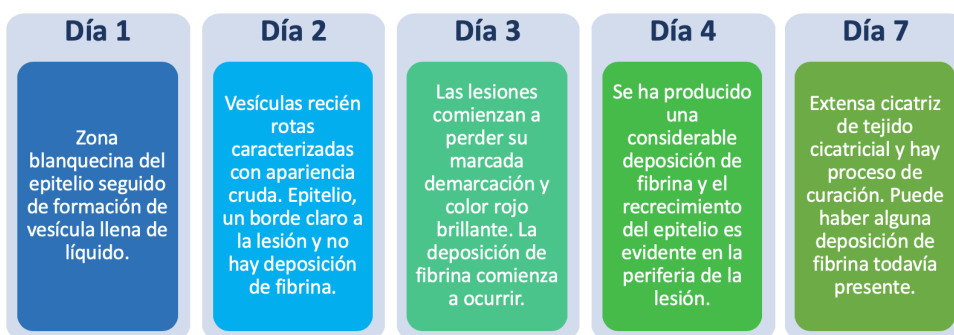 Día 1
Zona
blanquecina del
epitelio seguido
de formación de
vesícula llena de
líquido.
Día 2
Vesículas recién
rotas
caracterizadas
con apariencia
cruda. Epitelio,
un borde claro a
la lesión y no
hay deposición
de fibrina.
Día 3
Las lesiones
comienzan a
perder su
marcada
demarcación y
color rojo
brillante. La
deposición de
fibrina comienza
a ocurrir.
Día 4
Se ha producido
una
considerable
deposición de
fibrina y el
recrecimiento
del epitelio es
evidente en la
periferia de la
lesión.
Día 7
Extensa cicatriz
de tejido
cicatricial y hay
proceso de
curación. Puede
haber alguna
deposición de
fibrina todavía
presente.